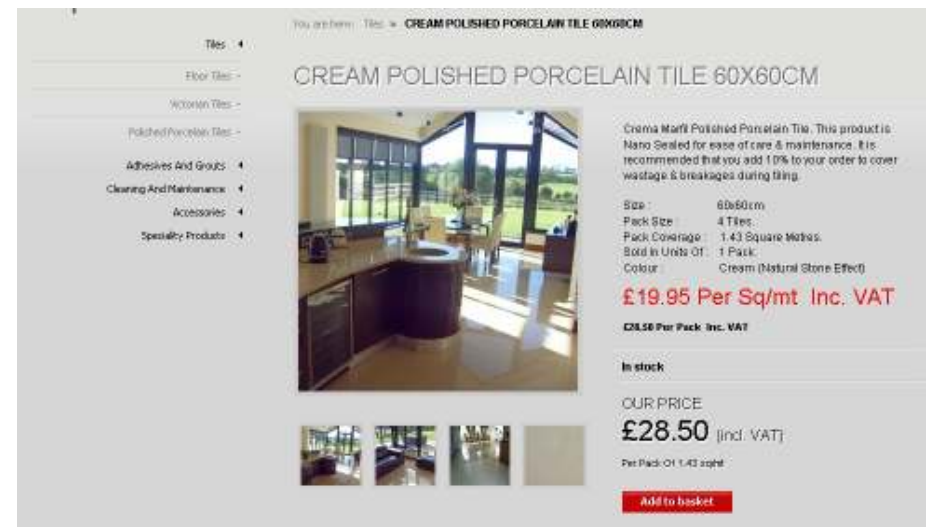 You are here: Tiles » CREAM POLISHED PORCELAIN TILE 60X60CM
Tiles
Floor Tiles
Victorian Tiles
Polished Porcelain Tiles
Adhesives And Grouts
Cleaning And Maintenance
Accessories
Speciality Products
CREAM POLISHED PORCELAIN TILE 60X60CM
Crema Marfil Polished Porcelain Tile. This product is
Nano Sealed for ease of care & maintenance. It is
recommended that you add 10% to your order to cover
wastage & breakages during tiling.
Size : 60x60cm
Pack Size : 4 Tiles.
Pack Coverage : 1.43 Square Metres.
Sold In Units Of : 1 Pack.
Colour : Cream (Natural Stone Effect)
£19.95 Per Sq/mt Inc. VAT
£28.50 Per Pack Inc. VAT
In stock
OUR PRICE
£28.50 (incl. VAT)
Per Pack Of 1.43 sq/mt
Add to basket